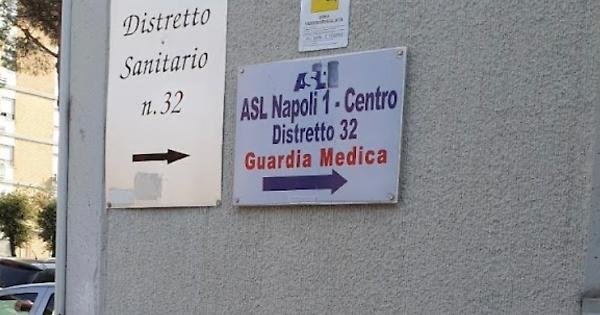 Distretto
Sanitario
n. 32
ASL
ASL Napoli 1 - Centro
Distretto 32
Guardia Medica